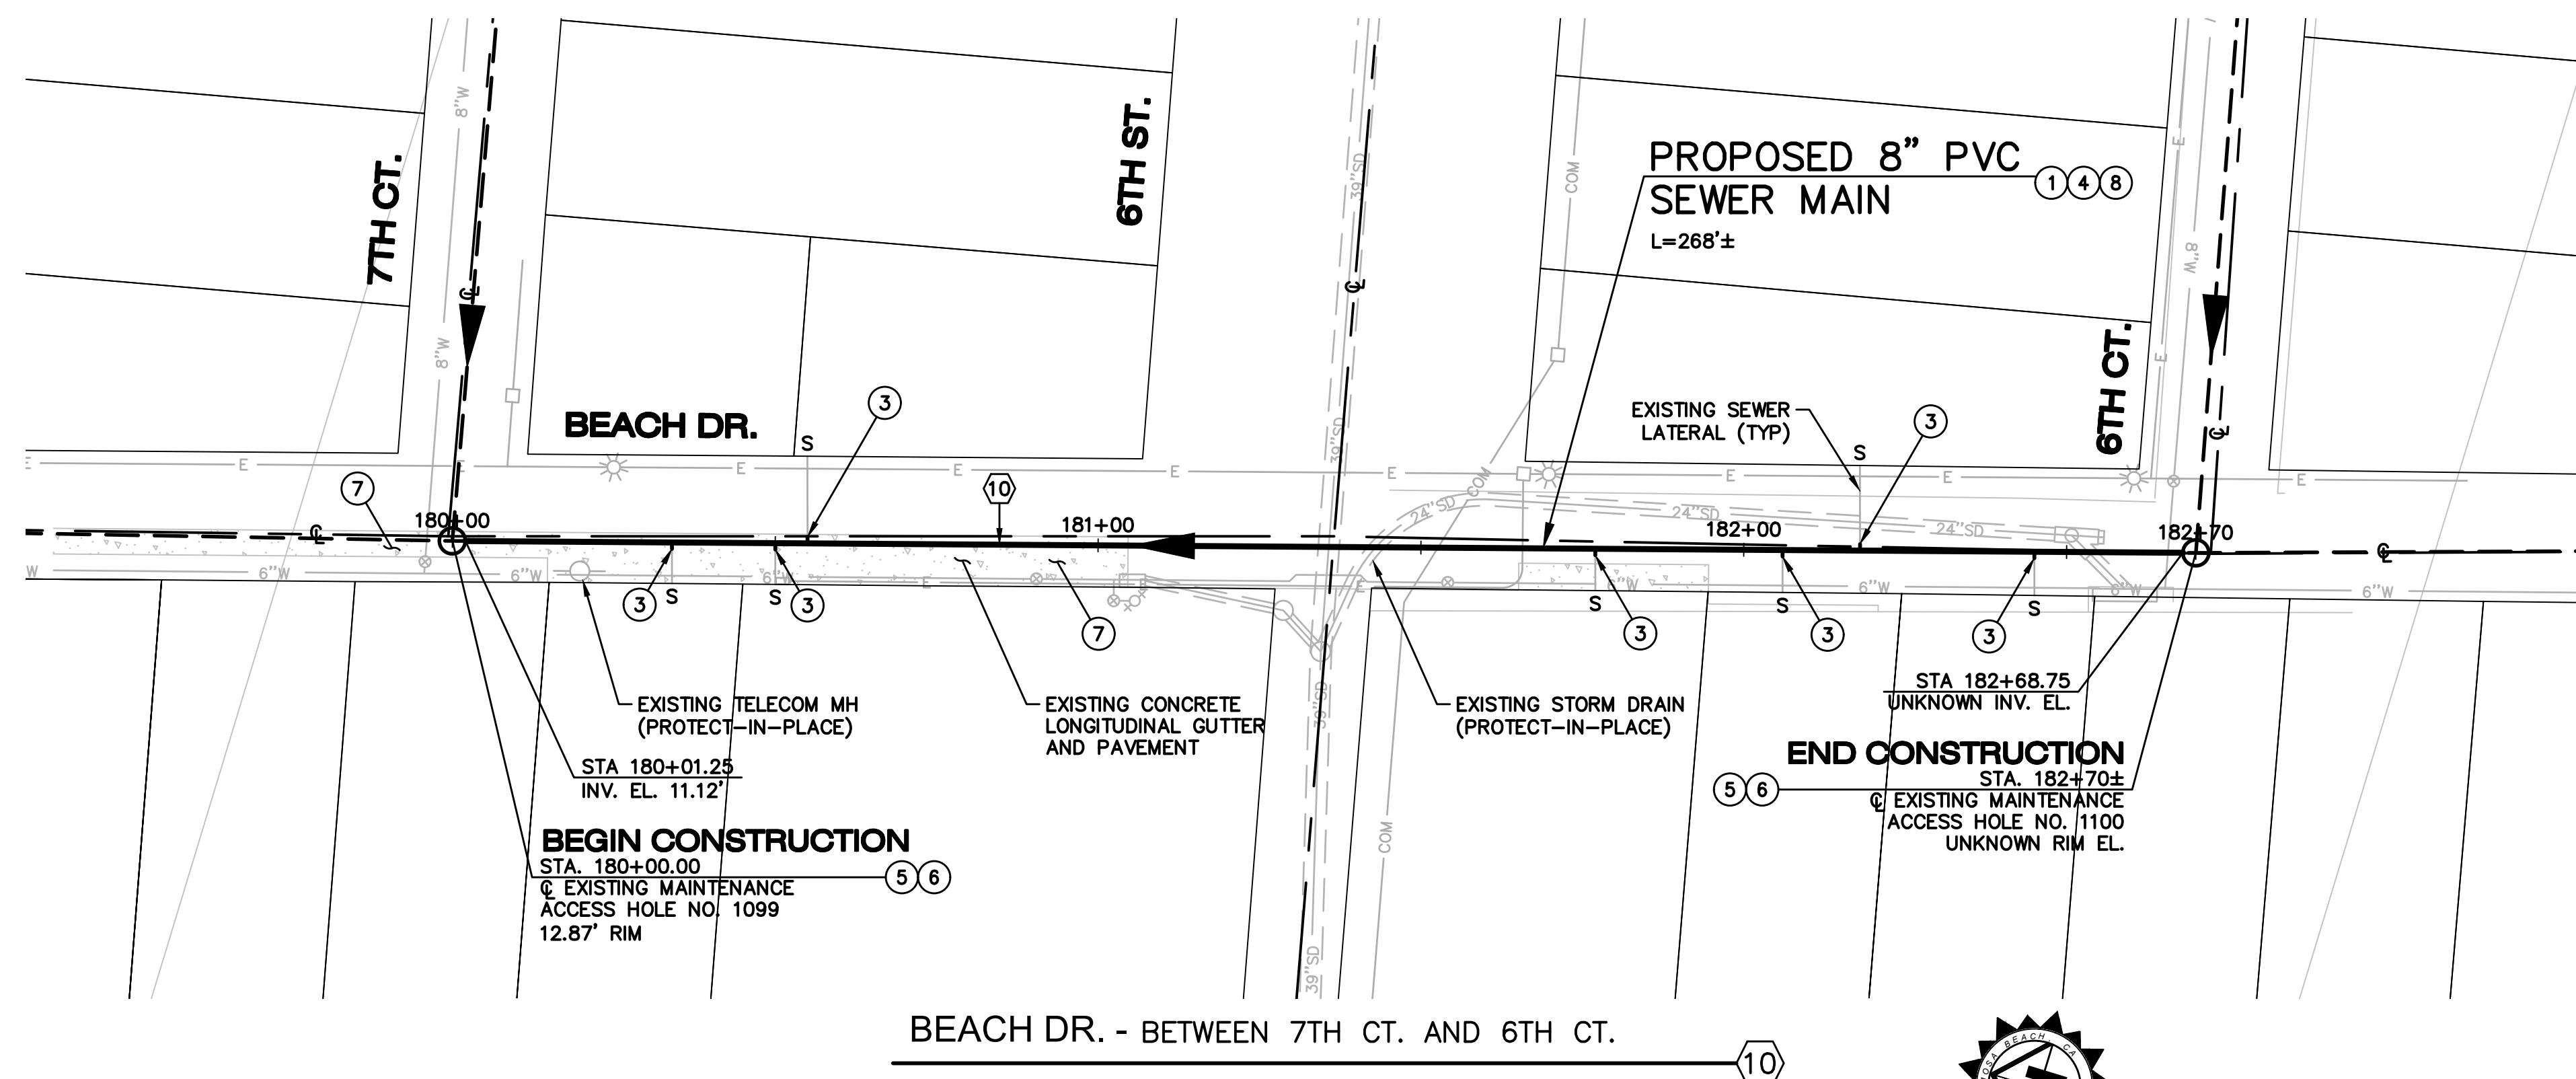 7TH CT.
8"W
8"W
6TH ST.
39"SD
39"SD
COM
PROPOSED 8" PVC
SEWER MAIN
L=268'±
1 4 8
E
8"W
E
6TH CT.
BEACH DR.
3
S
EXISTING SEWER
LATERAL (TYP)
3
S
E E E E E E E E E E E
COM
7
10
℄
℄
℄
℄
℄
180+00
181+00
182+00
182+70
24"SD
24"SD
24"SD
W
6"W
6"W
6"W
E
E
6"W
6"W
6"W
6"W
3
S
S
3
7
S
3
S
3
3
S
EXISTING TELECOM MH
(PROTECT-IN-PLACE)
EXISTING CONCRETE
LONGITUDINAL GUTTER
AND PAVEMENT
39"SD
EXISTING STORM DRAIN
(PROTECT-IN-PLACE)
STA 182+68.75
UNKNOWN INV. EL.
STA 180+01.25
INV. EL. 11.12'
END CONSTRUCTION
STA. 182+70±
5 6
℄ EXISTING MAINTENANCE
ACCESS HOLE NO. 1100
UNKNOWN RIM EL.
BEGIN CONSTRUCTION
STA. 180+00.00
5 6
℄ EXISTING MAINTENANCE
ACCESS HOLE NO. 1099
12.87' RIM
COM
39"SD
BEACH DR. - BETWEEN 7TH CT. AND 6TH CT.
10
BEACH, CA